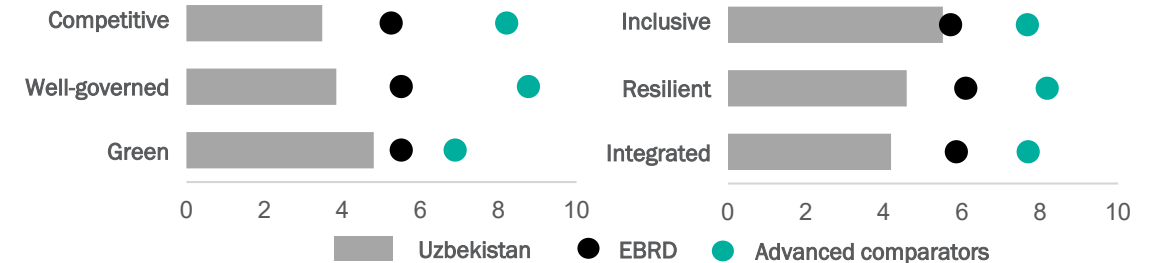 Competitive
Well-governed
Green
0 2 4 6 8 10
Inclusive
Resilient
Integrated
0 2 4 6 8 10
Uzbekistan EBRD Advanced comparators